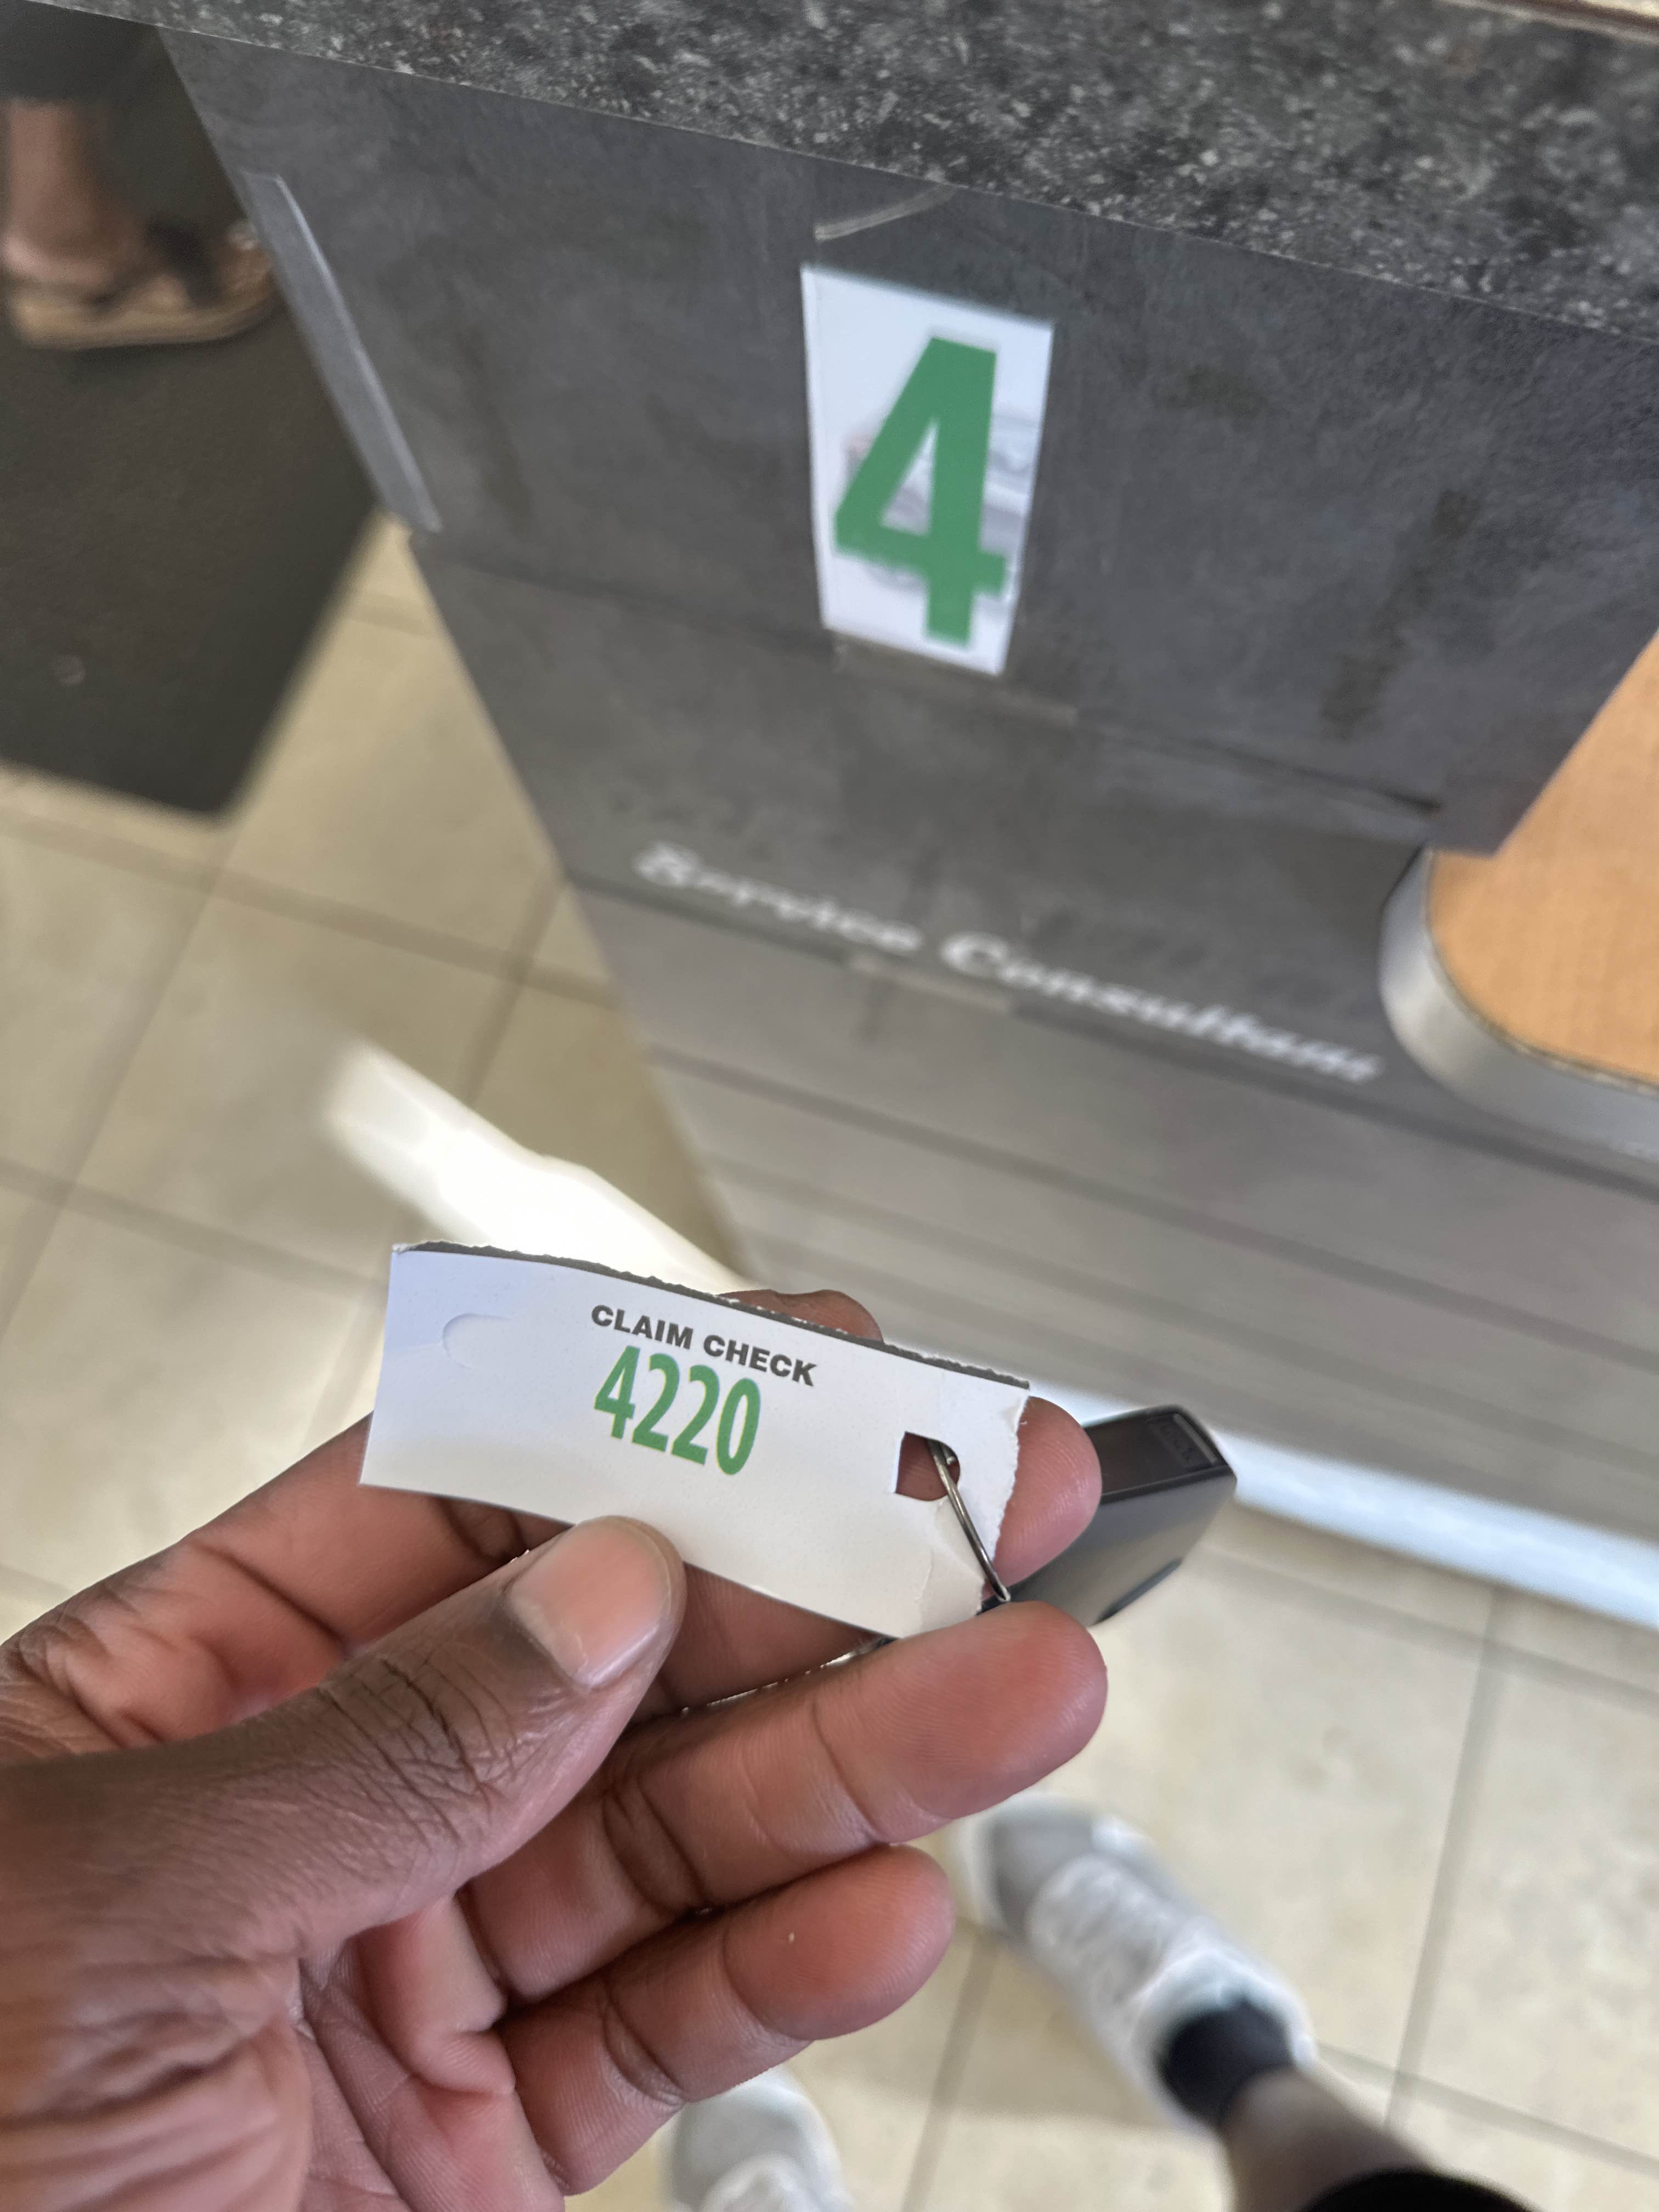 4
Service Consultant
CLAIM CHECK
4220